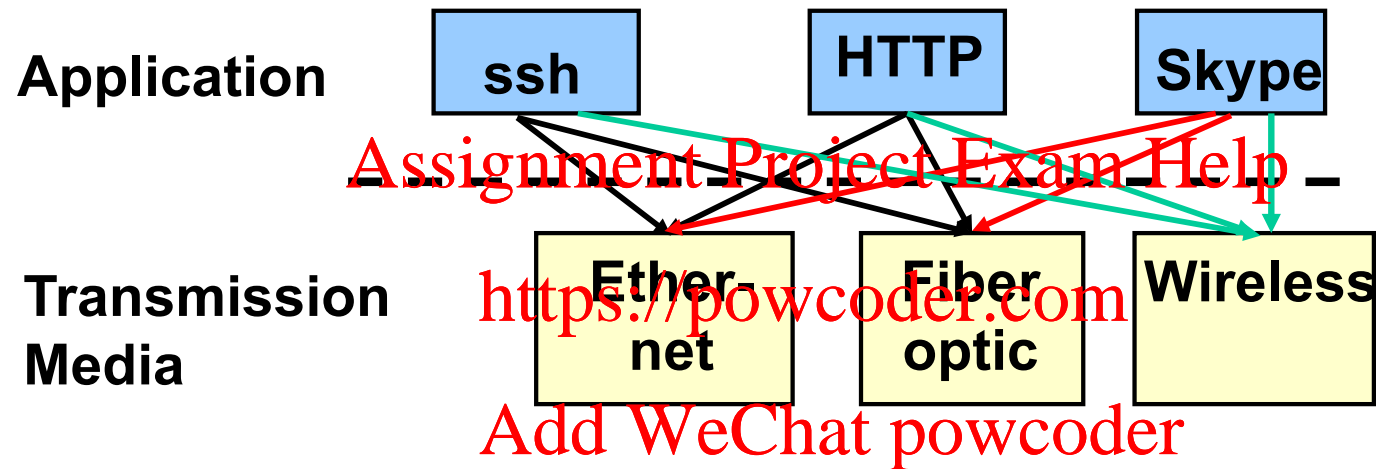 Application
ssh
HTTP
Skype
Assignment Project Exam Help
Transmission
Media
Ether-
net
Fiber
optic
Wireless
https://powcoder.com
Add WeChat powcoder